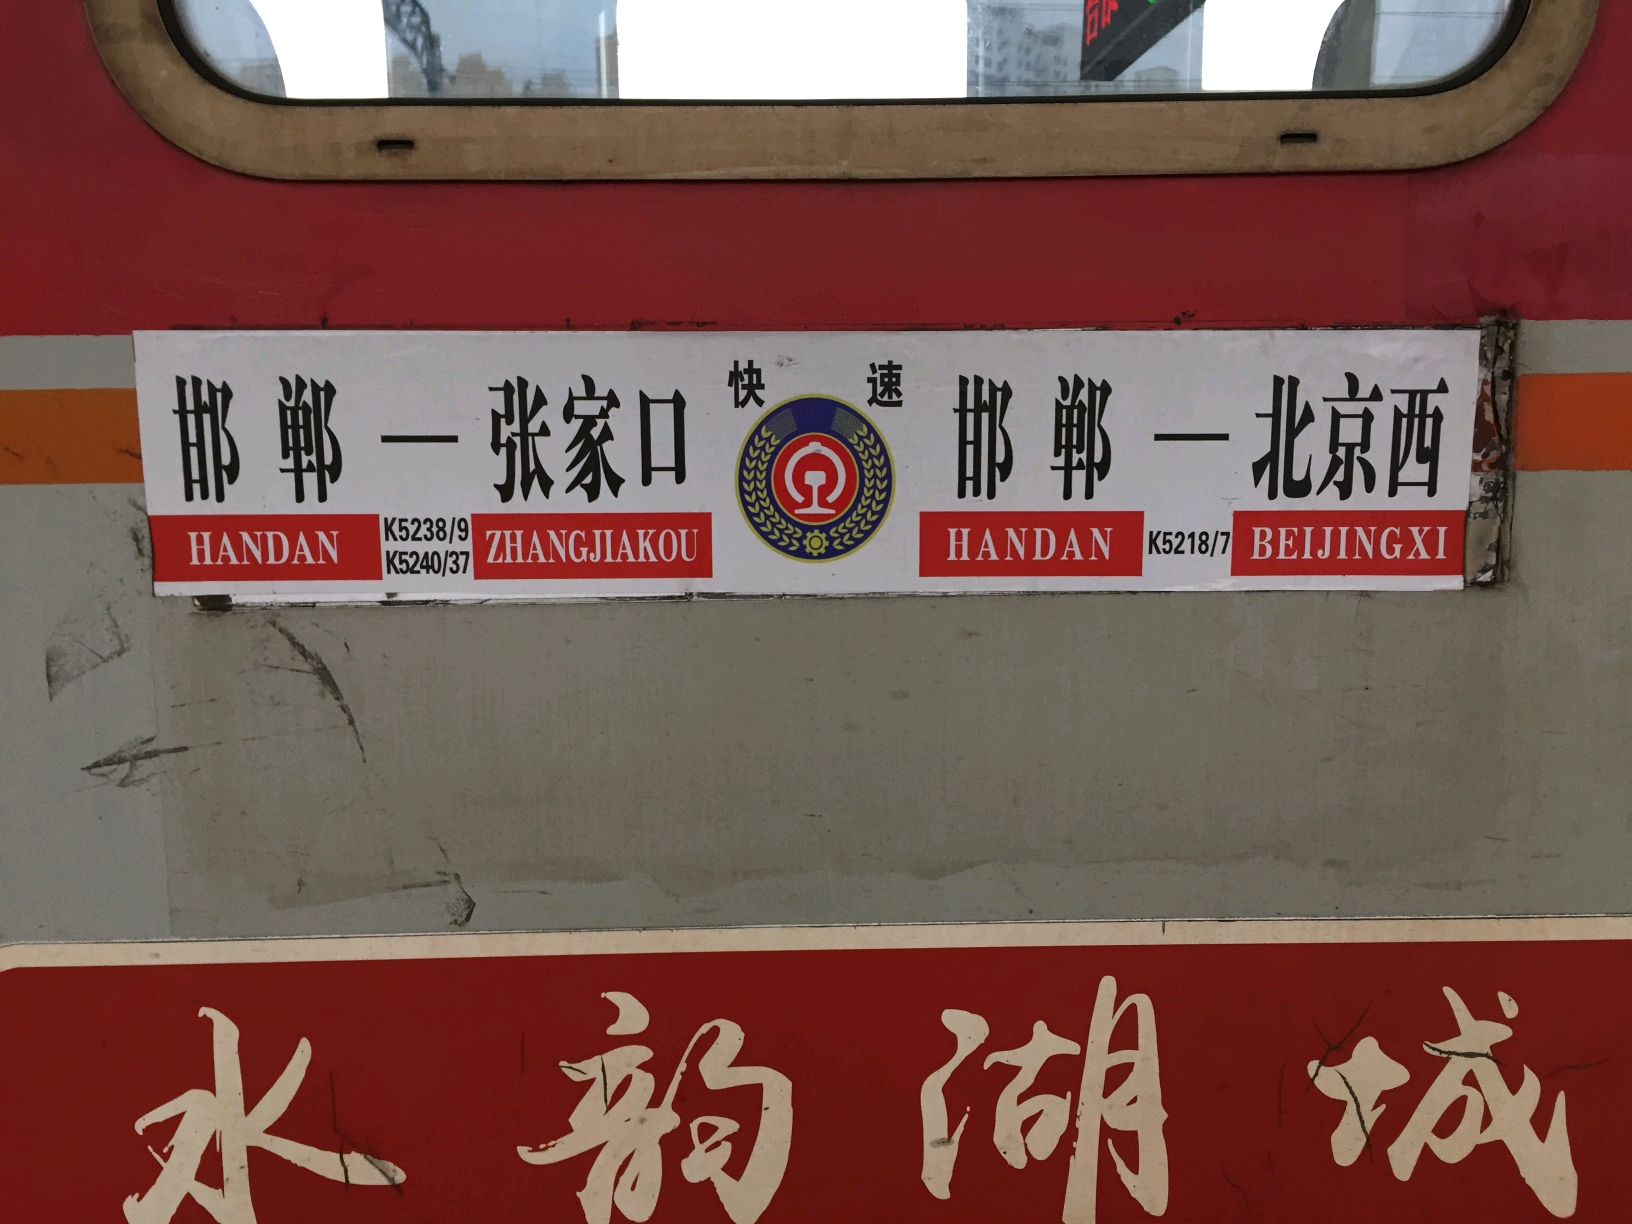 快 速
邯 郸 — 张家口
邯 郸 — 北京西
HANDAN
K5238/9
K5240/37
ZHANGJIAKOU
HANDAN
K5218/7
BEIJINGXI
水 韵 湖 城